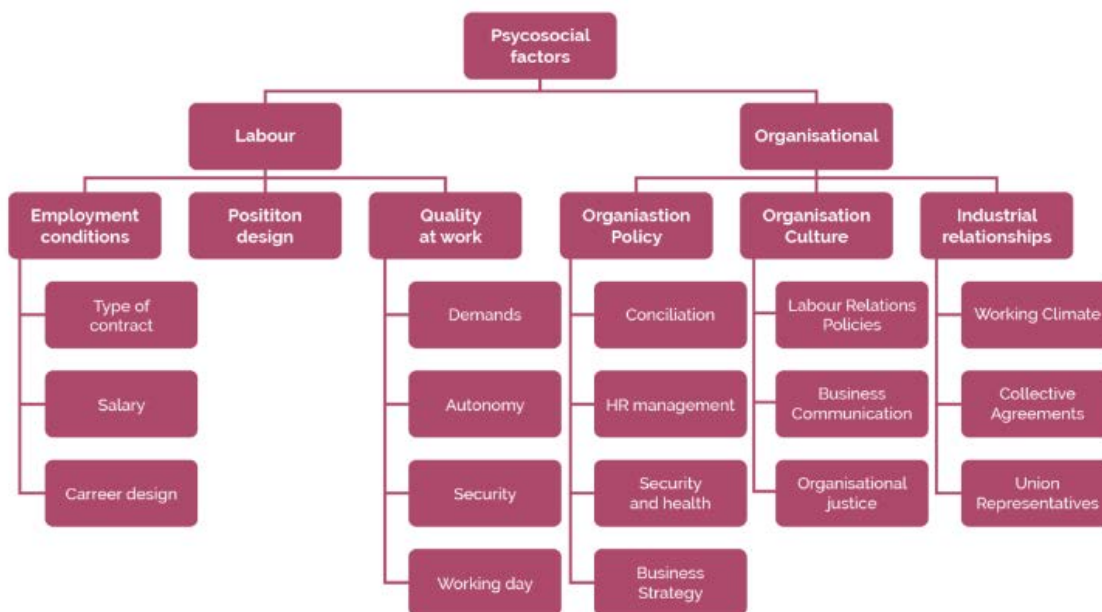 Psycosocial
factors
Labour
Organisational
Employment
conditions
Posititon
design
Quality
at work
Organiastion
Policy
Organisation
Culture
Industrial
relationships
Type of
contract
Demands
Conciliation
Labour Relations
Policies
Working Climate
Salary
Autonomy
HR management
Business
Communication
Collective
Agreements
Carreer design
Security
Security
and health
Organisational
justice
Union
Representatives
Working day
Business
Strategy